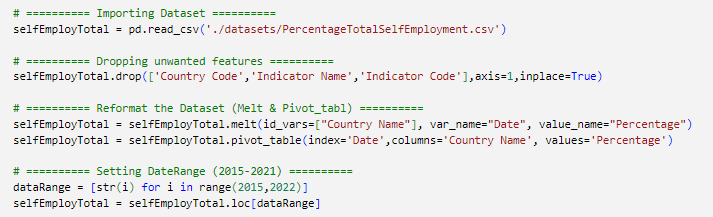 # ========== Importing Dataset ==========
selfEmployTotal = pd.read_csv('./datasets/PercentageTotalSelfEmployment.csv')
# ========== Dropping unwanted features ==========
selfEmployTotal.drop(['Country Code','Indicator Name','Indicator Code'],axis=1,inplace=True)
# ========== Reformat the Dataset (Melt & Pivot_tabl) ==========
selfEmployTotal = selfEmployTotal.melt(id_vars=["Country Name"], var_name="Date", value_name="Percentage")
selfEmployTotal = selfEmployTotal.pivot_table(index='Date',columns='Country Name', values='Percentage')
# ========== Setting DateRange (2015-2021) ==========
dataRange = [str(i) for i in range(2015,2022)]
selfEmployTotal = selfEmployTotal.loc[dataRange]